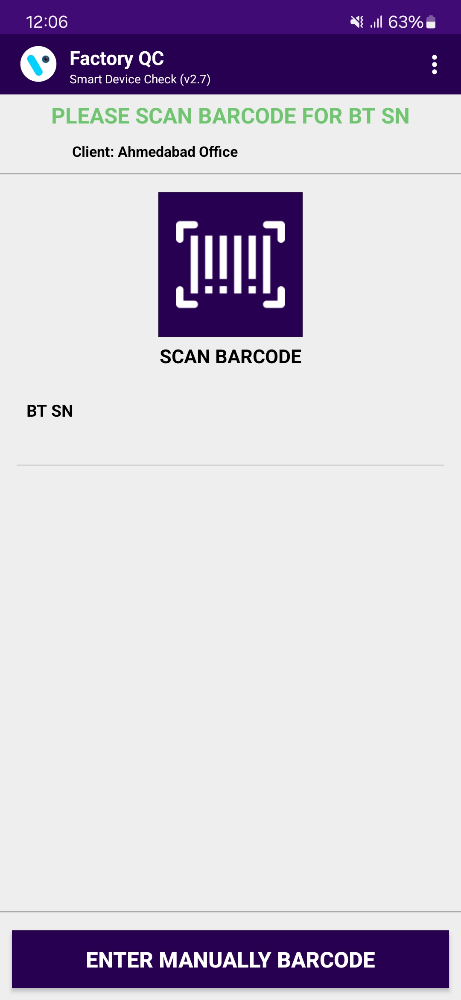 12:06
63%
Factory QC
Smart Device Check (v2.7)
PLEASE SCAN BARCODE FOR BT SN
Client: Ahmedabad Office
SCAN BARCODE
BT SN
ENTER MANUALLY BARCODE